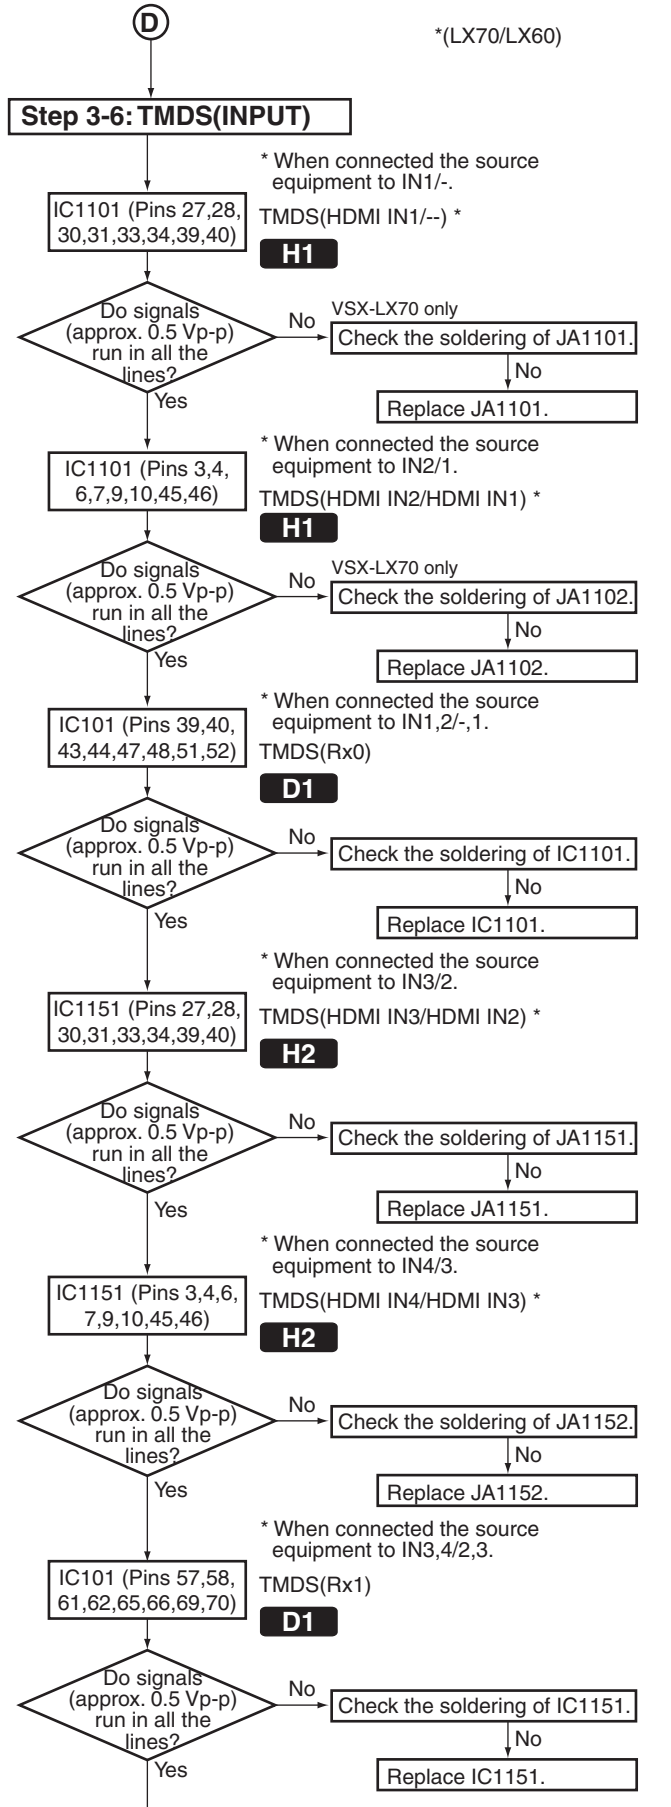 D
*(LX70/LX60)
Step 3-6: TMDS(INPUT)
* When connected the source
equipment to IN1/-.
IC1101 (Pins 27,28,
30,31,33,34,39,40)
TMDS(HDMI IN1/--) *
H1
Do signals
(approx. 0.5 Vp-p)
run in all the
lines?
No
VSX-LX70 only
Check the soldering of JA1101.
No
Replace JA1101.
Yes
* When connected the source
equipment to IN2/1.
IC1101 (Pins 3,4,
6,7,9,10,45,46)
TMDS(HDMI IN2/HDMI IN1) *
H1
Do signals
(approx. 0.5 Vp-p)
run in all the
lines?
No
VSX-LX70 only
Check the soldering of JA1102.
No
Replace JA1102.
Yes
* When connected the source
equipment to IN1,2/-,1.
IC101 (Pins 39,40,
43,44,47,48,51,52)
TMDS(Rx0)
D1
Do signals
(approx. 0.5 Vp-p)
run in all the
lines?
No
Check the soldering of IC1101.
No
Replace IC1101.
Yes
* When connected the source
equipment to IN3/2.
IC1151 (Pins 27,28,
30,31,33,34,39,40)
TMDS(HDMI IN3/HDMI IN2) *
H2
Do signals
(approx. 0.5 Vp-p)
run in all the
lines?
No
Check the soldering of JA1151.
No
Replace JA1151.
Yes
* When connected the source
equipment to IN4/3.
IC1151 (Pins 3,4,6,
7,9,10,45,46)
TMDS(HDMI IN4/HDMI IN3) *
H2
Do signals
(approx. 0.5 Vp-p)
run in all the
lines?
No
Check the soldering of JA1152.
No
Replace JA1152.
Yes
* When connected the source
equipment to IN3,4/2,3.
IC101 (Pins 57,58,
61,62,65,66,69,70)
TMDS(Rx1)
D1
Do signals
(approx. 0.5 Vp-p)
run in all the
lines?
No
Check the soldering of IC1151.
No
Replace IC1151.
Yes